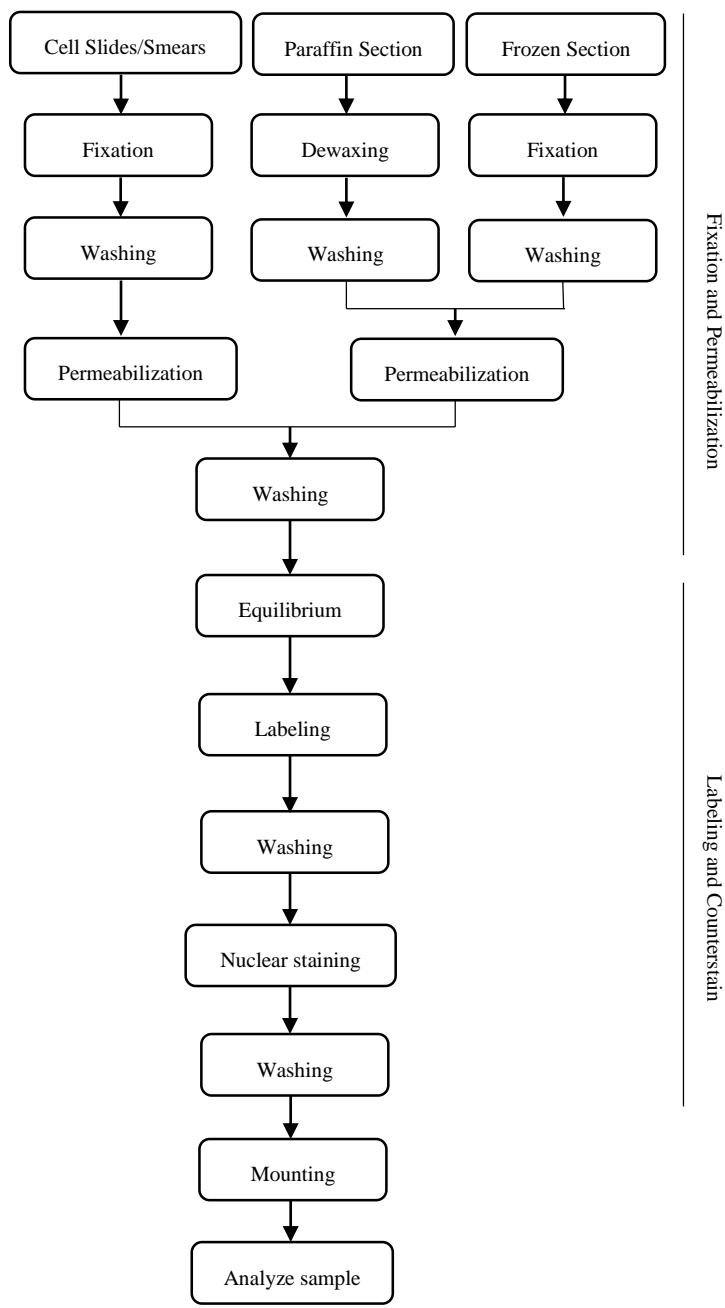 Cell Slides/Smears
Paraffin Section
Frozen Section
Fixation
Dewaxing
Fixation
Washing
Washing
Washing
Permeabilization
Permeabilization
Washing
Equilibrium
Labeling
Washing
Nuclear staining
Washing
Mounting
Analyze sample
Fixation and Permeabilization
Labeling and Counterstain